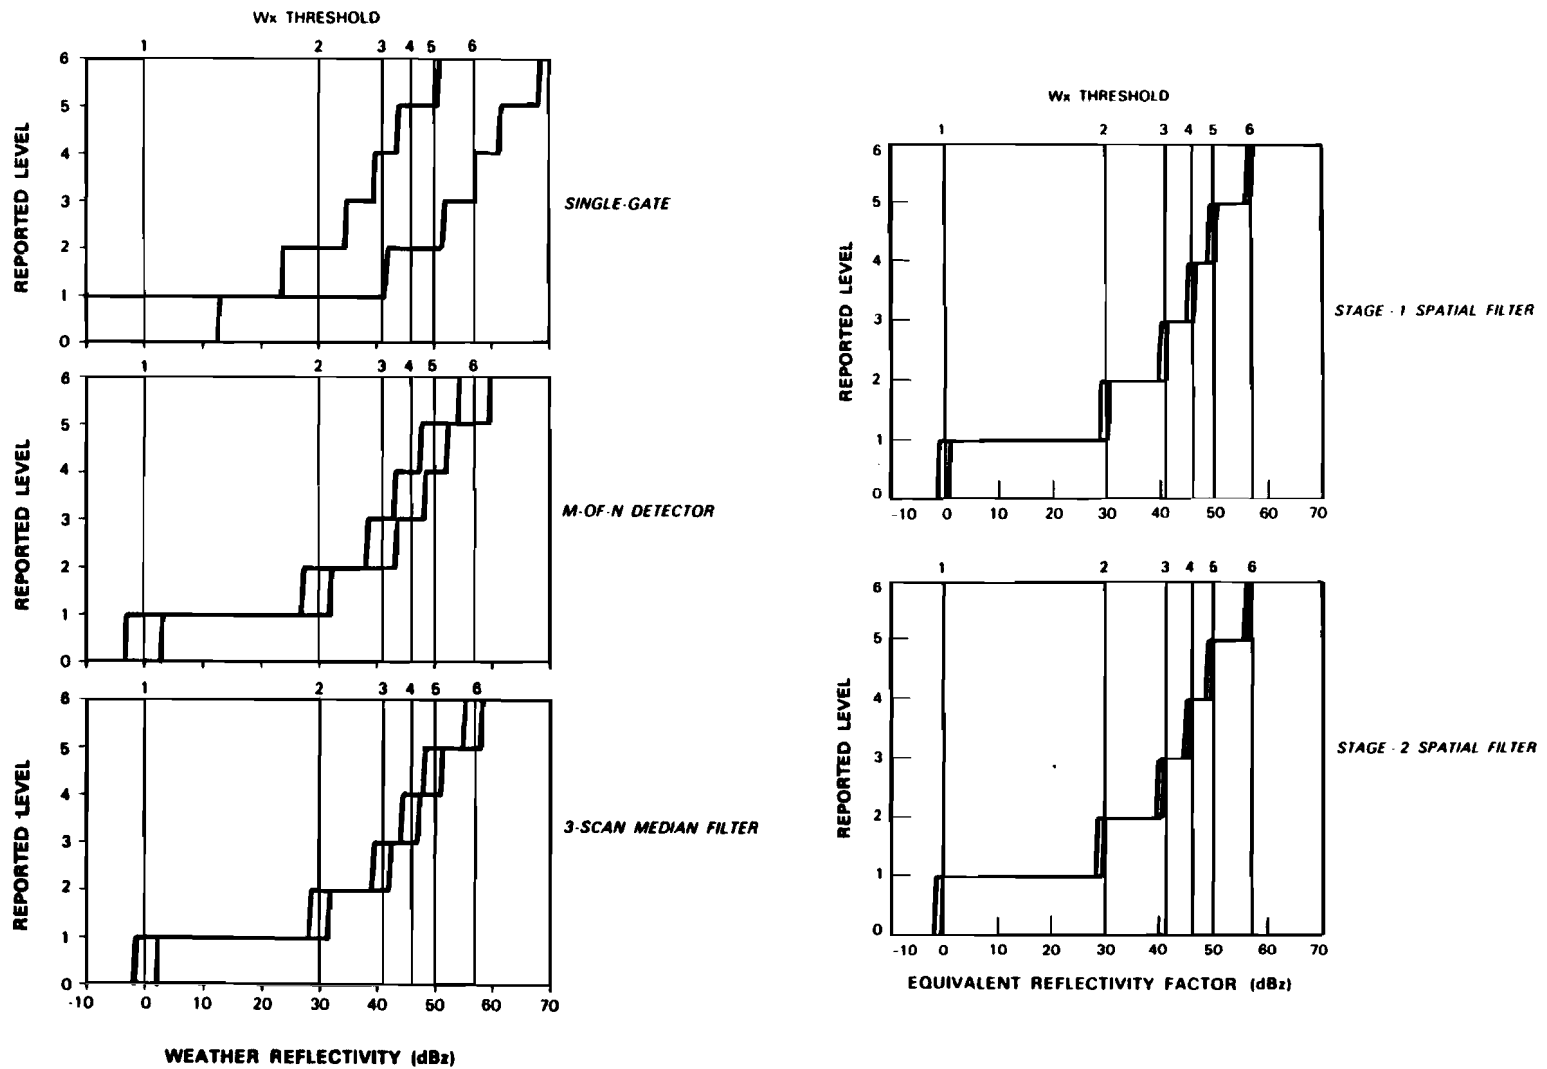 Wx THRESHOLD
1 2 3 4 5 6
6
5
4
3
2
1
0
REPORTED LEVEL
SINGLE-GATE
1 2 3 4 5 6
6
5
4
3
2
1
0
REPORTED LEVEL
M-OF-N DETECTOR
1 2 3 4 5 6
6
5
4
3
2
1
0
REPORTED LEVEL
3-SCAN MEDIAN FILTER
-10 0 10 20 30 40 50 60 70
WEATHER REFLECTIVITY (dBz)
Wx THRESHOLD
1 2 3 4 5 6
6
5
4
3
2
1
0
REPORTED LEVEL
STAGE - 1 SPATIAL FILTER
-10 0 10 20 30 40 50 60 70
1 2 3 4 5 6
6
5
4
3
2
1
0
REPORTED LEVEL
STAGE - 2 SPATIAL FILTER
-10 0 10 20 30 40 50 60 70
EQUIVALENT REFLECTIVITY FACTOR (dBz)